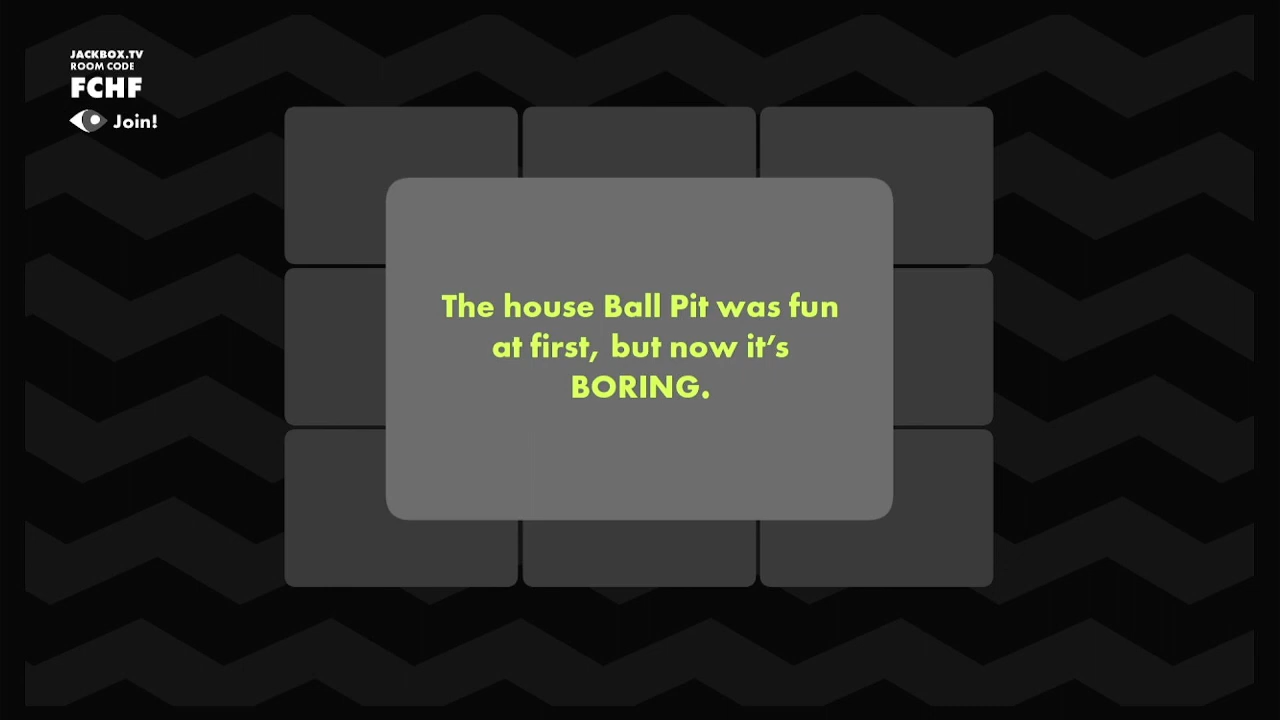 JACKBOX.TV
ROOM CODE
FCHF
Join!
The house Ball Pit was fun
at first, but now it’s
BORING.